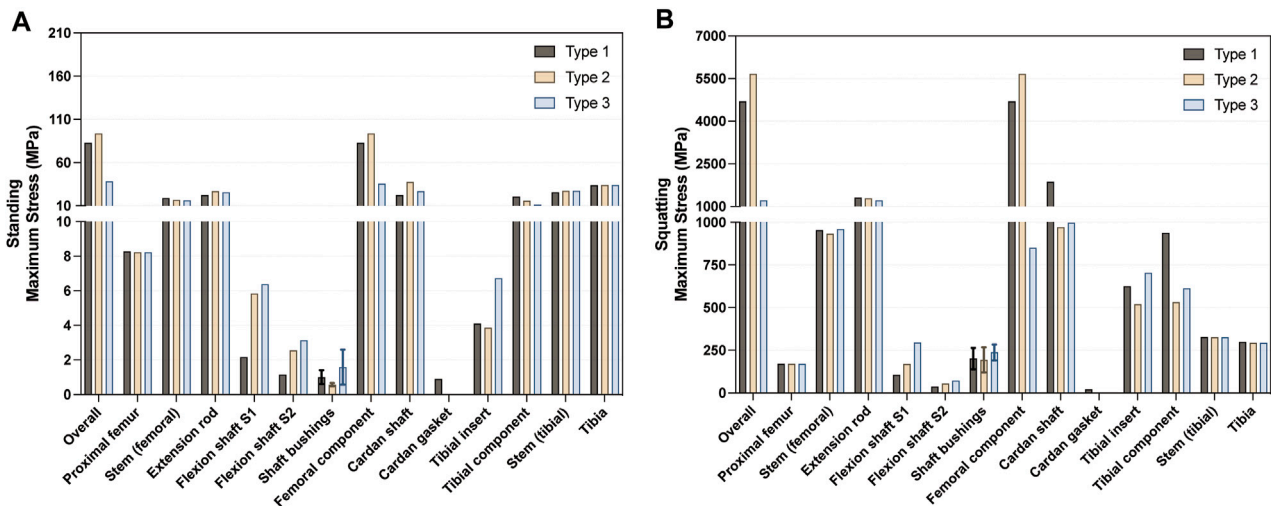 A
Standing
Maximum Stress (MPa)
210
160
110
60
10
10
8
6
4
2
0
Type 1
Type 2
Type 3
Overall
Proximal femur
Stem (femoral)
Extension rod
Flexion shaft S1
Flexion shaft S2
Shaft bushings
Femoral component
Cardan shaft
Cardan gasket
Tibial insert
Tibial component
Stem (tibial)
Tibia
B
Squatting
Maximum Stress (MPa)
7000
5500
4000
2500
1000
1000
750
500
250
0
Type 1
Type 2
Type 3
Overall
Proximal femur
Stem (femoral)
Extension rod
Flexion shaft S1
Flexion shaft S2
Shaft bushings
Femoral component
Cardan shaft
Cardan gasket
Tibial insert
Tibial component
Stem (tibial)
Tibia